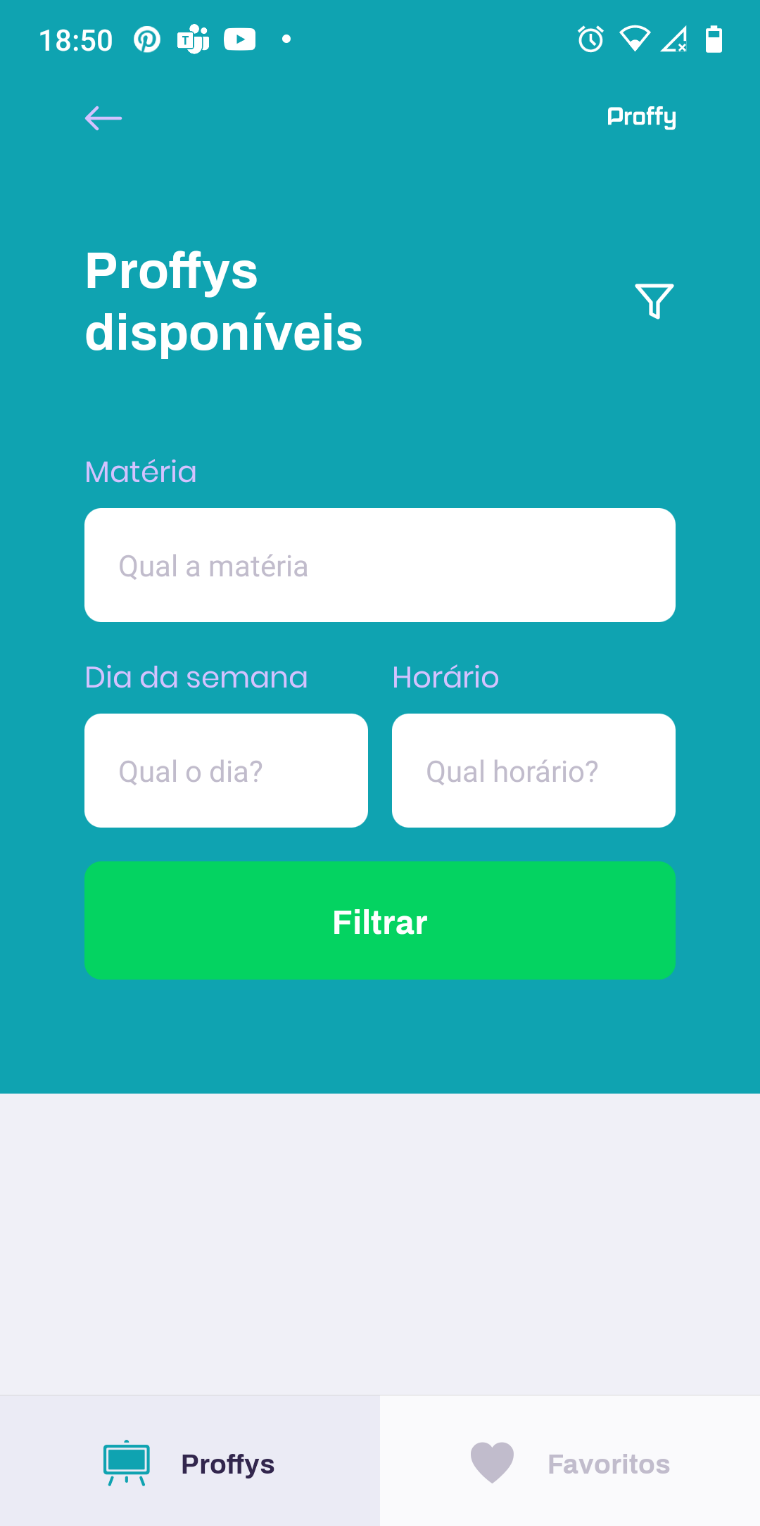 18:50
Proffy
Proffys
disponíveis
Matéria
Qual a matéria
Dia da semana Horário
Qual o dia? Qual horário?
Filtrar
Proffys Favoritos